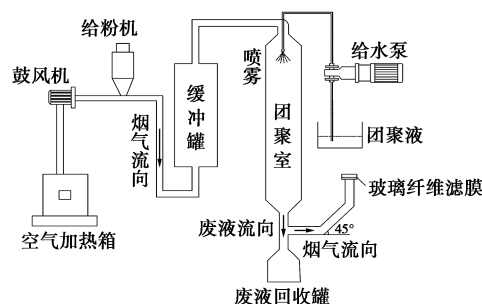 给粉机
鼓风机
烟气流向
空气加热箱
缓冲罐
喷雾
团聚室
给水泵
团聚液
玻璃纤维滤膜
废液流向
45°
烟气流向
废液回收罐